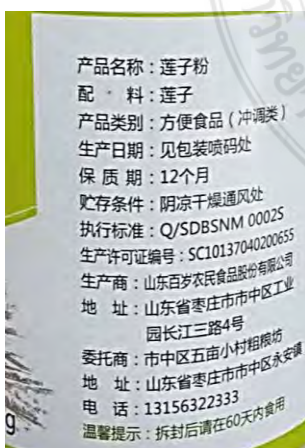 产品名称：莲子粉
配 料：莲子
产品类别：方便食品（冲调类）
生产日期：见包装喷码处
保 质 期：12个月
贮存条件：阴凉干燥通风处
执行标准：Q/SDBSNM 0002S
生产许可证编号：SC10137040200655
生产商：山东百岁农民食品股份有限公司
地 址：山东省枣庄市市中区工业
园长江三路4号
委托商：市中区五亩小村粗粮坊
地 址：山东省枣庄市市中区永安镇
电 话：13156322333
温馨提示：拆封后请在60天内食用
g